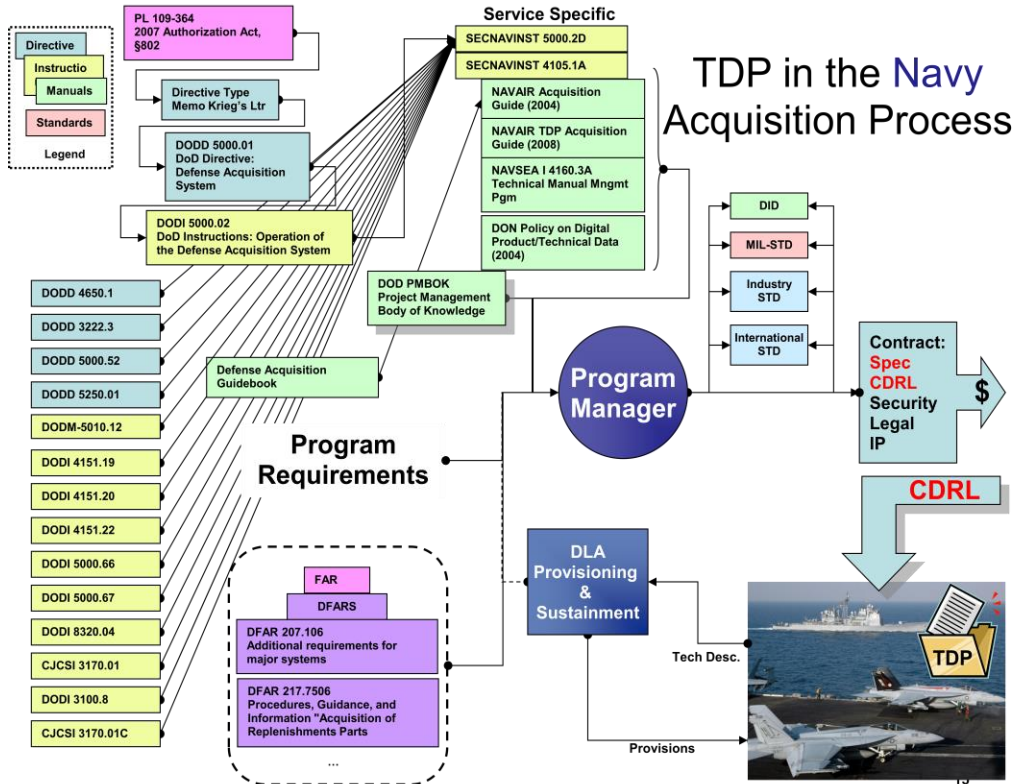 Service Specific
TDP in the Navy
Acquisition Process
Directive
Instructio
Manuals
Standards
Legend
PL 109-364
2007 Authorization Act,
§802
Directive Type
Memo Krieg's Ltr
DODD 5000.01
DoD Directive:
Defense Acquisition
System
DODI 5000.02
DoD Instructions: Operation of
the Defense Acquisition System
SECNAVINST 5000.2D
SECNAVINST 4105.1A
NAVAIR Acquisition
Guide (2004)
NAVAIR TDP Acquisition
Guide (2008)
NAVSEA I 4160.3A
Technical Manual Mngmt
Pgm
DON Policy on Digital
Product/Technical Data
(2004)
DOD PMBOK
Project Management
Body of Knowledge
Defense Acquisition
Guidebook
DODD 4650.1
DODD 3222.3
DODD 5000.52
DODD 5250.01
DODM-5010.12
DODI 4151.19
DODI 4151.20
DODI 4151.22
DODI 5000.66
DODI 5000.67
DODI 8320.04
CJCSI 3170.01
DODI 3100.8
CJCSI 3170.01C
Program
Requirements
FAR
DFARS
DFAR 207.106
Additional requirements for
major systems
DFAR 217.7506
Procedures, Guidance, and
Information "Acquisition of
Replenishments Parts
...
Program
Manager
DID
MIL-STD
Industry
STD
International
STD
Contract:
Spec
CDRL
Security
Legal
IP
$
CDRL
DLA
Provisioning
&
Sustainment
Tech Desc.
Provisions
TDP